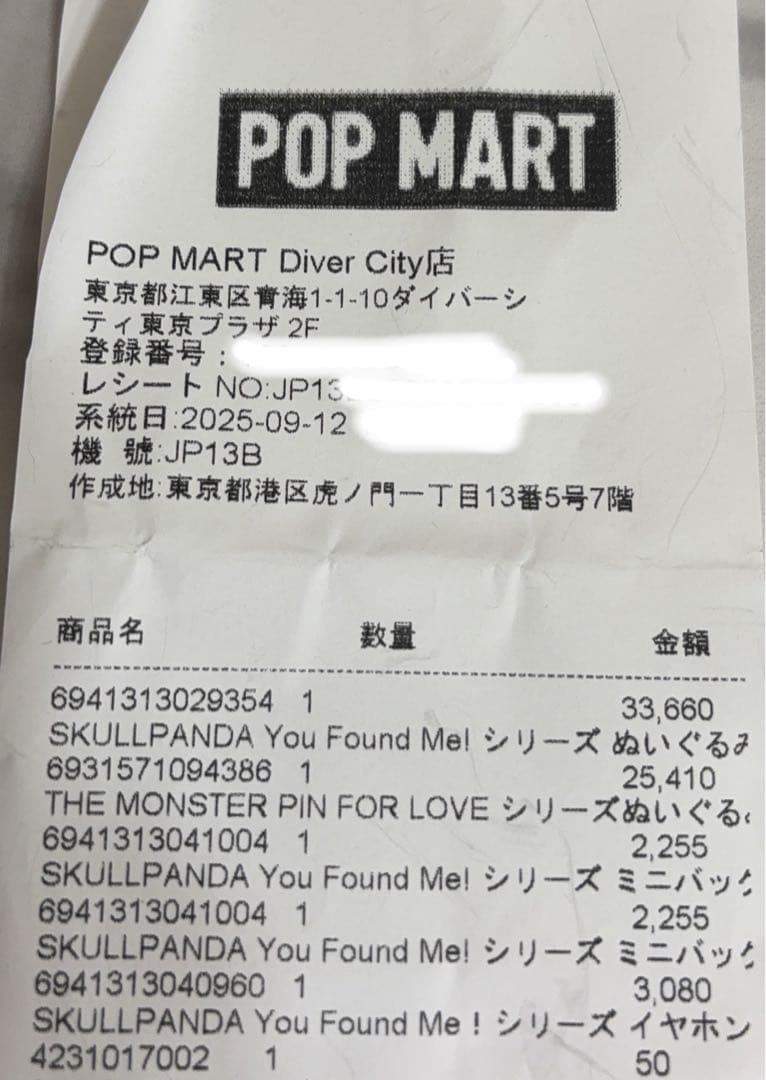 POP MART
POP MART Diver City店
東京都江東区青海1-1-10ダイバーシ
ティ東京プラザ 2F
登録番号:
レシート NO:JP13
系統日:2025-09-12
機 號:JP13B
作成地:東京都港区虎ノ門一丁目13番5号7階
商品名 数量 金額
6941313029354 1 33,660
SKULLPANDA You Found Me! シリーズ ぬいぐるみ
6931571094386 1 25,410
THE MONSTER PIN FOR LOVE シリーズぬいぐる
6941313041004 1 2,255
SKULLPANDA You Found Me! シリーズ ミニバッグ
6941313041004 1 2,255
SKULLPANDA You Found Me! シリーズ ミニバッグ
6941313040960 1 3,080
SKULLPANDA You Found Me！シリーズ イヤホン
4231017002 1 50